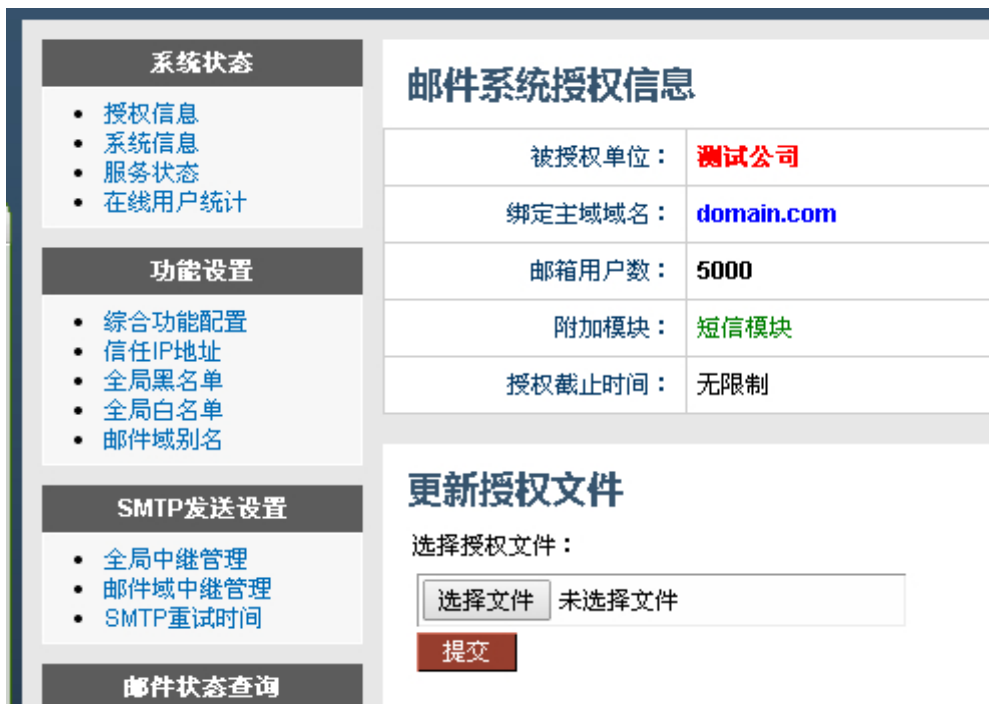 系统状态
授权信息
系统信息
服务状态
在线用户统计
功能设置
综合功能配置
信任IP地址
全局黑名单
全局白名单
邮件域别名
SMTP发送设置
全局中继管理
邮件域中继管理
SMTP重试时间
邮件状态查询
邮件系统授权信息
被授权单位： 测试公司
绑定主域域名： domain.com
邮箱用户数： 5000
附加模块： 短信模块
授权截止时间： 无限制
更新授权文件
选择授权文件：
选择文件 未选择文件
提交